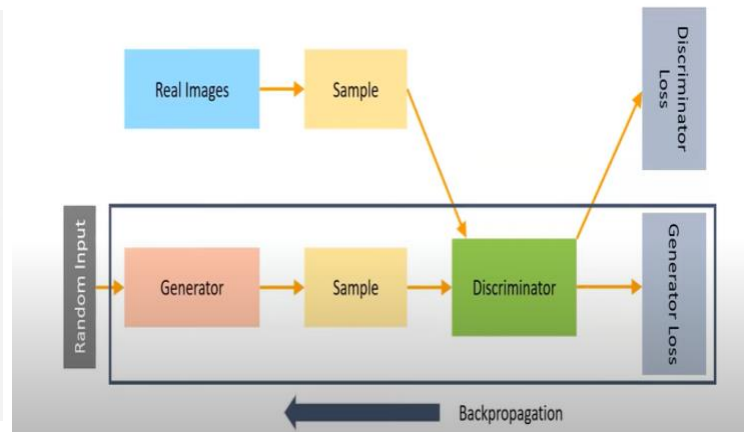 Real Images
Sample
Discriminator
Loss
Random Input
Generator
Sample
Discriminator
Generator Loss
Backpropagation